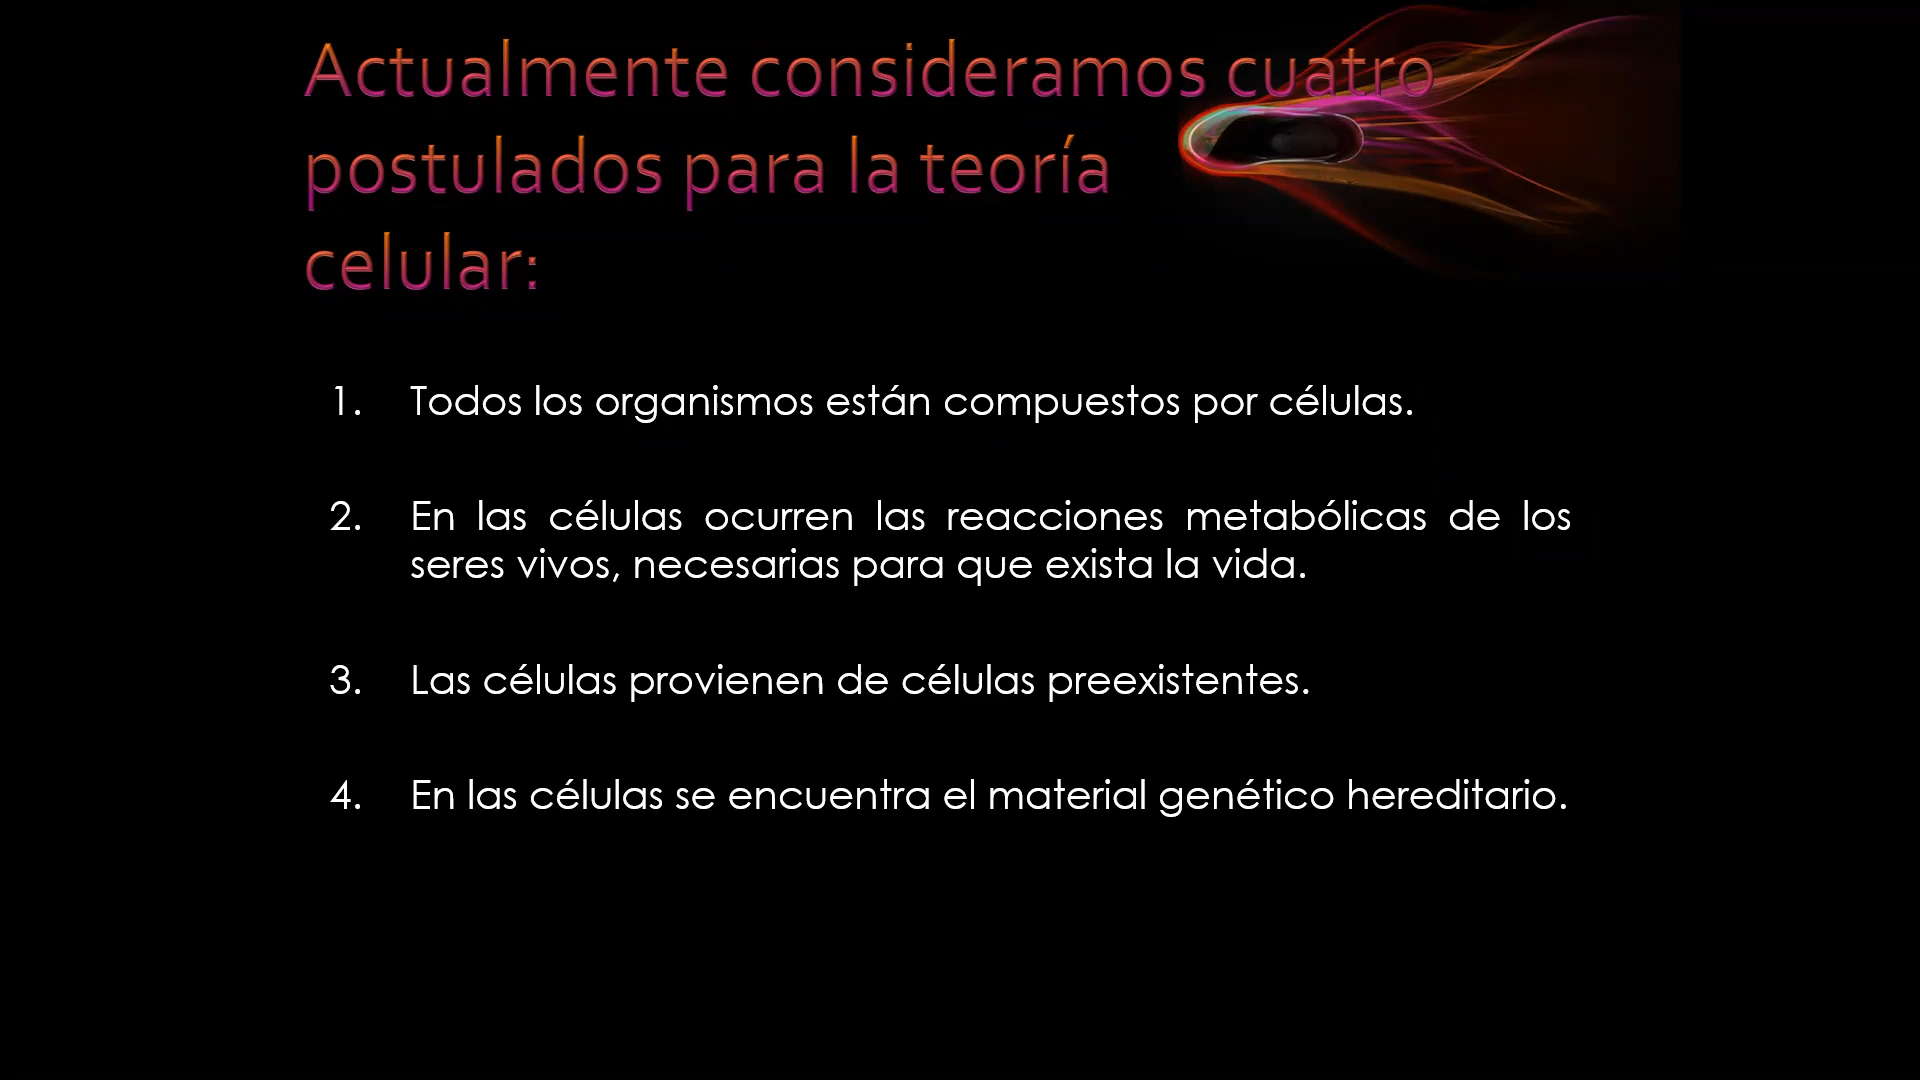 Actualmente consideramos cuatro
postulados para la teoría
celular:
1. Todos los organismos están compuestos por células.
2. En las células ocurren las reacciones metabólicas de los
seres vivos, necesarias para que exista la vida.
3. Las células provienen de células preexistentes.
4. En las células se encuentra el material genético hereditario.